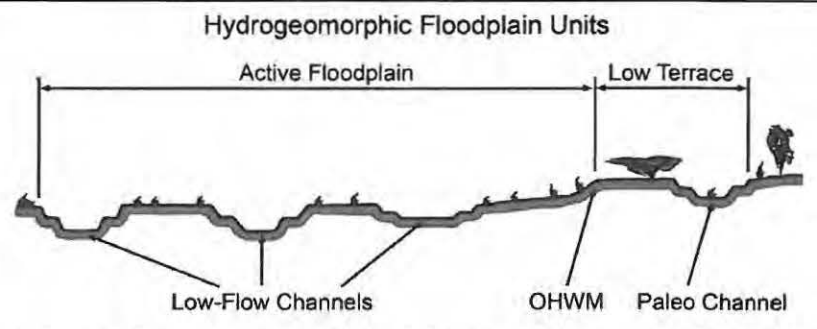 Hydrogeomorphic Floodplain Units
Active Floodplain
Low Terrace
Low-Flow Channels
OHWM
Paleo Channel